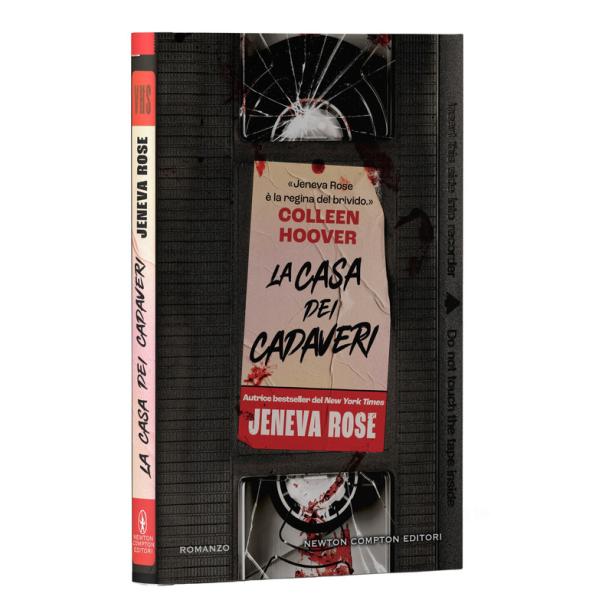 VHS
JENEVA ROSE
LA CASA DEI CADAVERI
NEWTON
COMPTON
EDITORI
«Jeneva Rose
è la regina del brivido.»
COLLEEN
HOOVER
LA CASA
DEI
CADAVERI
Autrice bestseller del New York Times
JENEVA ROSE
ROMANZO
NEWTON COMPTON EDITORI
Insert this side into recorder
Do not touch the tape inside